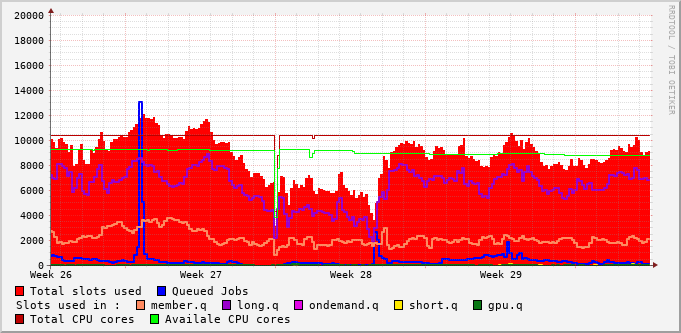 20000
18000
16000
14000
12000
10000
8000
6000
4000
2000
0
Week 26 Week 27 Week 28 Week 29
Total slots used Queued Jobs
Slots used in : member.q long.q ondemand.q short.q gpu.q
Total CPU cores Availale CPU cores
RRDTOOL / TOBI OETIKER